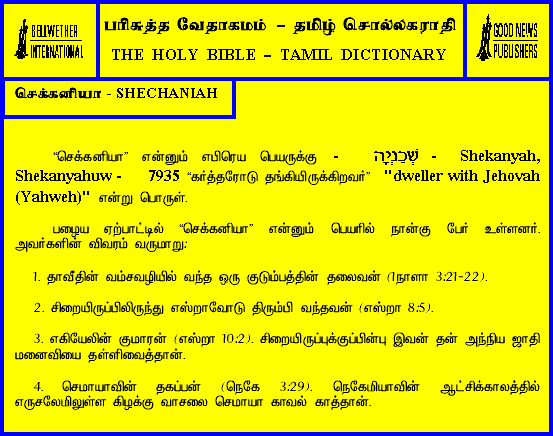 BELLWETHER
INTERNATIONAL
பரிசுத்த வேதாகமம் – தமிழ் சொல்லகராதி
THE HOLY BIBLE – TAMIL DICTIONARY
GOOD NEWS
PUBLISHERS
செக்கனியா - SHECHANIAH
“செக்கனியா” என்னும் எபிரெய பெயருக்கு - שְׁכַנְיָה - Shekanyah,
Shekanyahuw - 7935 “கர்த்தரோடு தங்கியிருக்கிறவர்” "dweller with Jehovah
(Yahweh)" என்று பொருள்.
பழைய ஏற்பாட்டில் “செக்கனியா” என்னும் பெயரில் நான்கு பேர் உள்ளனர்.
அவர்களின் விவரம் வருமாறு:
1. தாவீதின் வம்சவழியில் வந்த ஒரு குடும்பத்தின் தலைவன் (1நாளா 3:21-22).
2. சிறையிருப்பிலிருந்து எஸ்றாவோடு திரும்பி வந்தவன் (எஸ்றா 8:5).
3. எகியேலின் குமாரன் (எஸ்றா 10:2). சிறையிருப்புக்குப்பின்பு இவன் தன் அந்நிய ஜாதி
மனைவியை தள்ளிவைத்தான்.
4. செமாயாவின் தகப்பன் (நெகே 3:29). நெகேமியாவின் ஆட்சிக்காலத்தில்
எருசலேமிலுள்ள கிழக்கு வாசலை செமாயா காவல் காத்தான்.